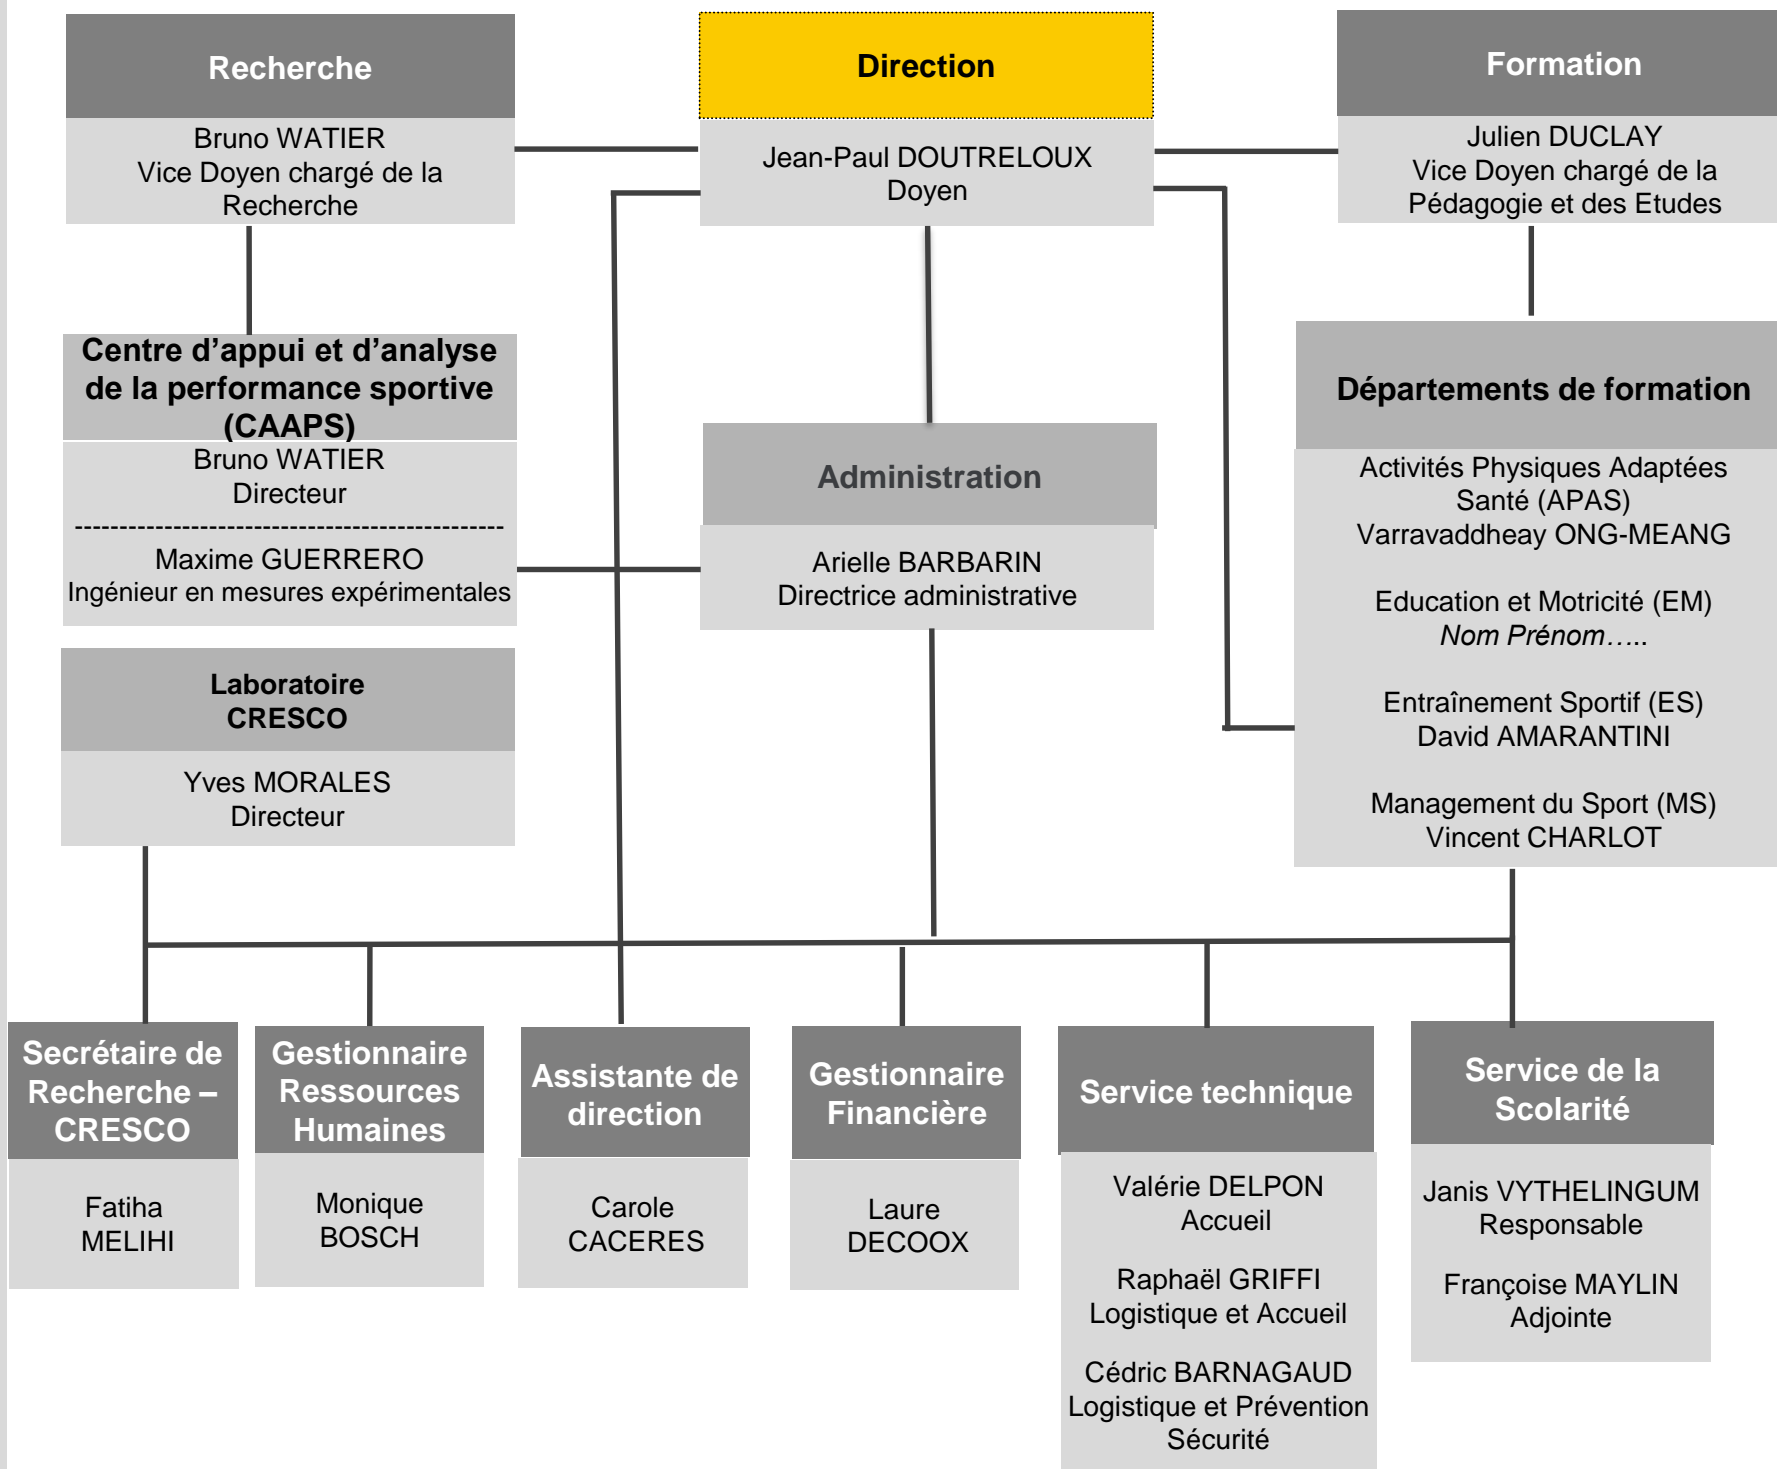 Recherche
Bruno WATIER
Vice Doyen chargé de la
Recherche
Direction
Jean-Paul DOUTRELOUX
Doyen
Formation
Julien DUCLAY
Vice Doyen chargé de la
Pédagogie et des Etudes
Centre d’appui et d’analyse
de la performance sportive
(CAAPS)
Bruno WATIER
Directeur
------------------------------------------------
Maxime GUERRERO
Ingénieur en mesures expérimentales
Administration
Arielle BARBARIN
Directrice administrative
Départements de formation
Activités Physiques Adaptées
Santé (APAS)
Varravaddheay ONG-MEANG
Education et Motricité (EM)
Nom Prénom…..
Entraînement Sportif (ES)
David AMARANTINI
Management du Sport (MS)
Vincent CHARLOT
Laboratoire
CRESCO
Yves MORALES
Directeur
Secrétaire de
Recherche –
CRESCO
Fatiha
MELIHI
Gestionnaire
Ressources
Humaines
Monique
BOSCH
Assistante de
direction
Carole
CACERES
Gestionnaire
Financière
Laure
DECOOX
Service technique
Valérie DELPON
Accueil
Raphaël GRIFFI
Logistique et Accueil
Cédric BARNAGAUD
Logistique et Prévention
Sécurité
Service de la
Scolarité
Janis VYTHELINGUM
Responsable
Françoise MAYLIN
Adjointe